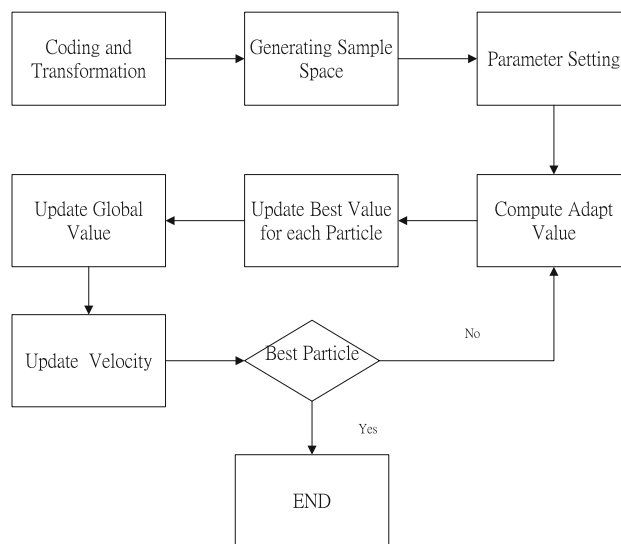 Coding and
Transformation
Generating Sample
Space
Parameter Setting
Update Global
Value
Update Best Value
for each Particle
Compute Adapt
Value
Update Velocity
Best Particle
No
Yes
END